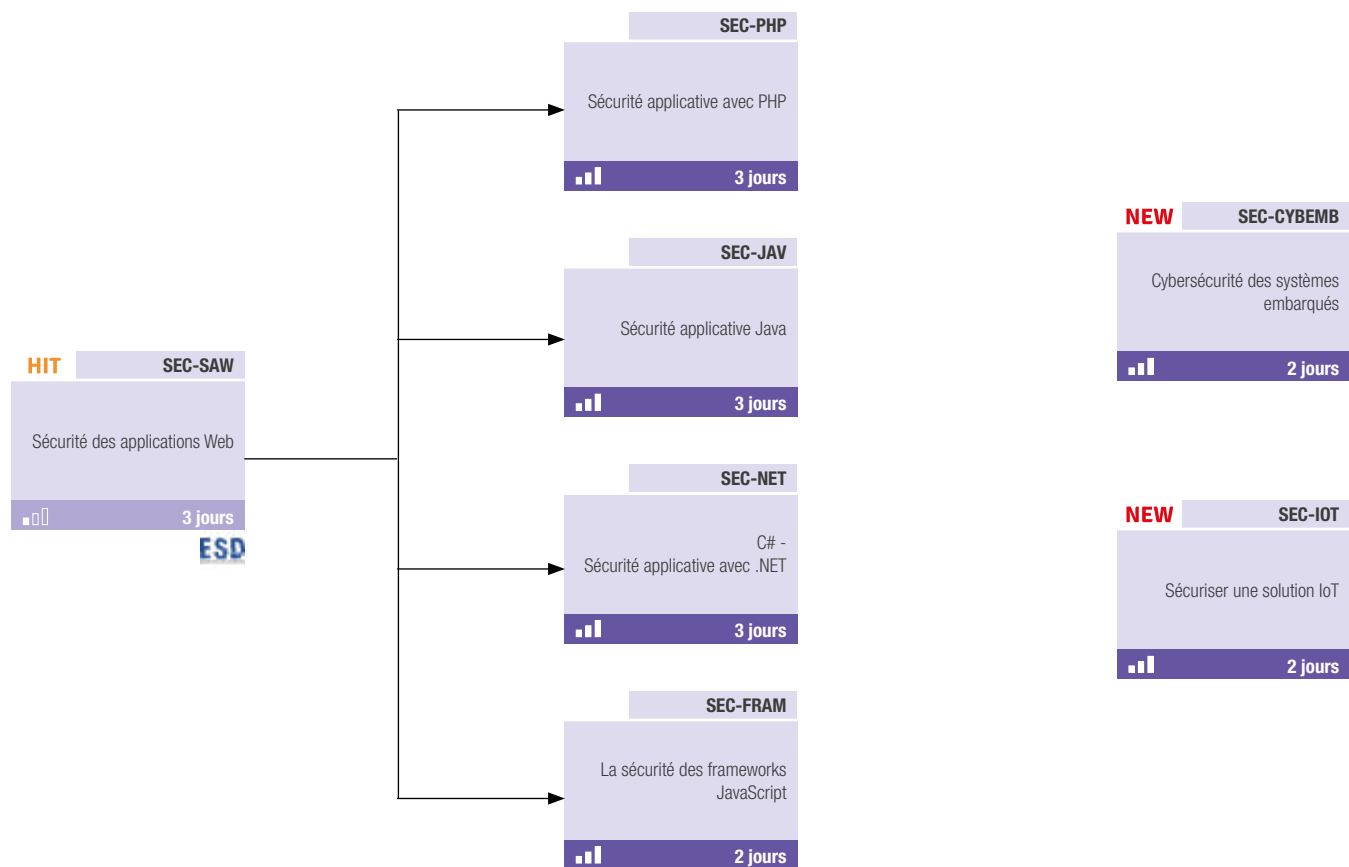 SEC-PHP
Sécurité applicative avec PHP
3 jours
SEC-JAV
Sécurité applicative Java
3 jours
HIT
SEC-SAW
Sécurité des applications Web
3 jours
ESD
SEC-NET
C# -
Sécurité applicative avec .NET
3 jours
SEC-FRAM
La sécurité des frameworks
JavaScript
2 jours
NEW
SEC-CYBEMB
Cybersécurité des systèmes
embarqués
2 jours
NEW
SEC-IOT
Sécuriser une solution IoT
2 jours